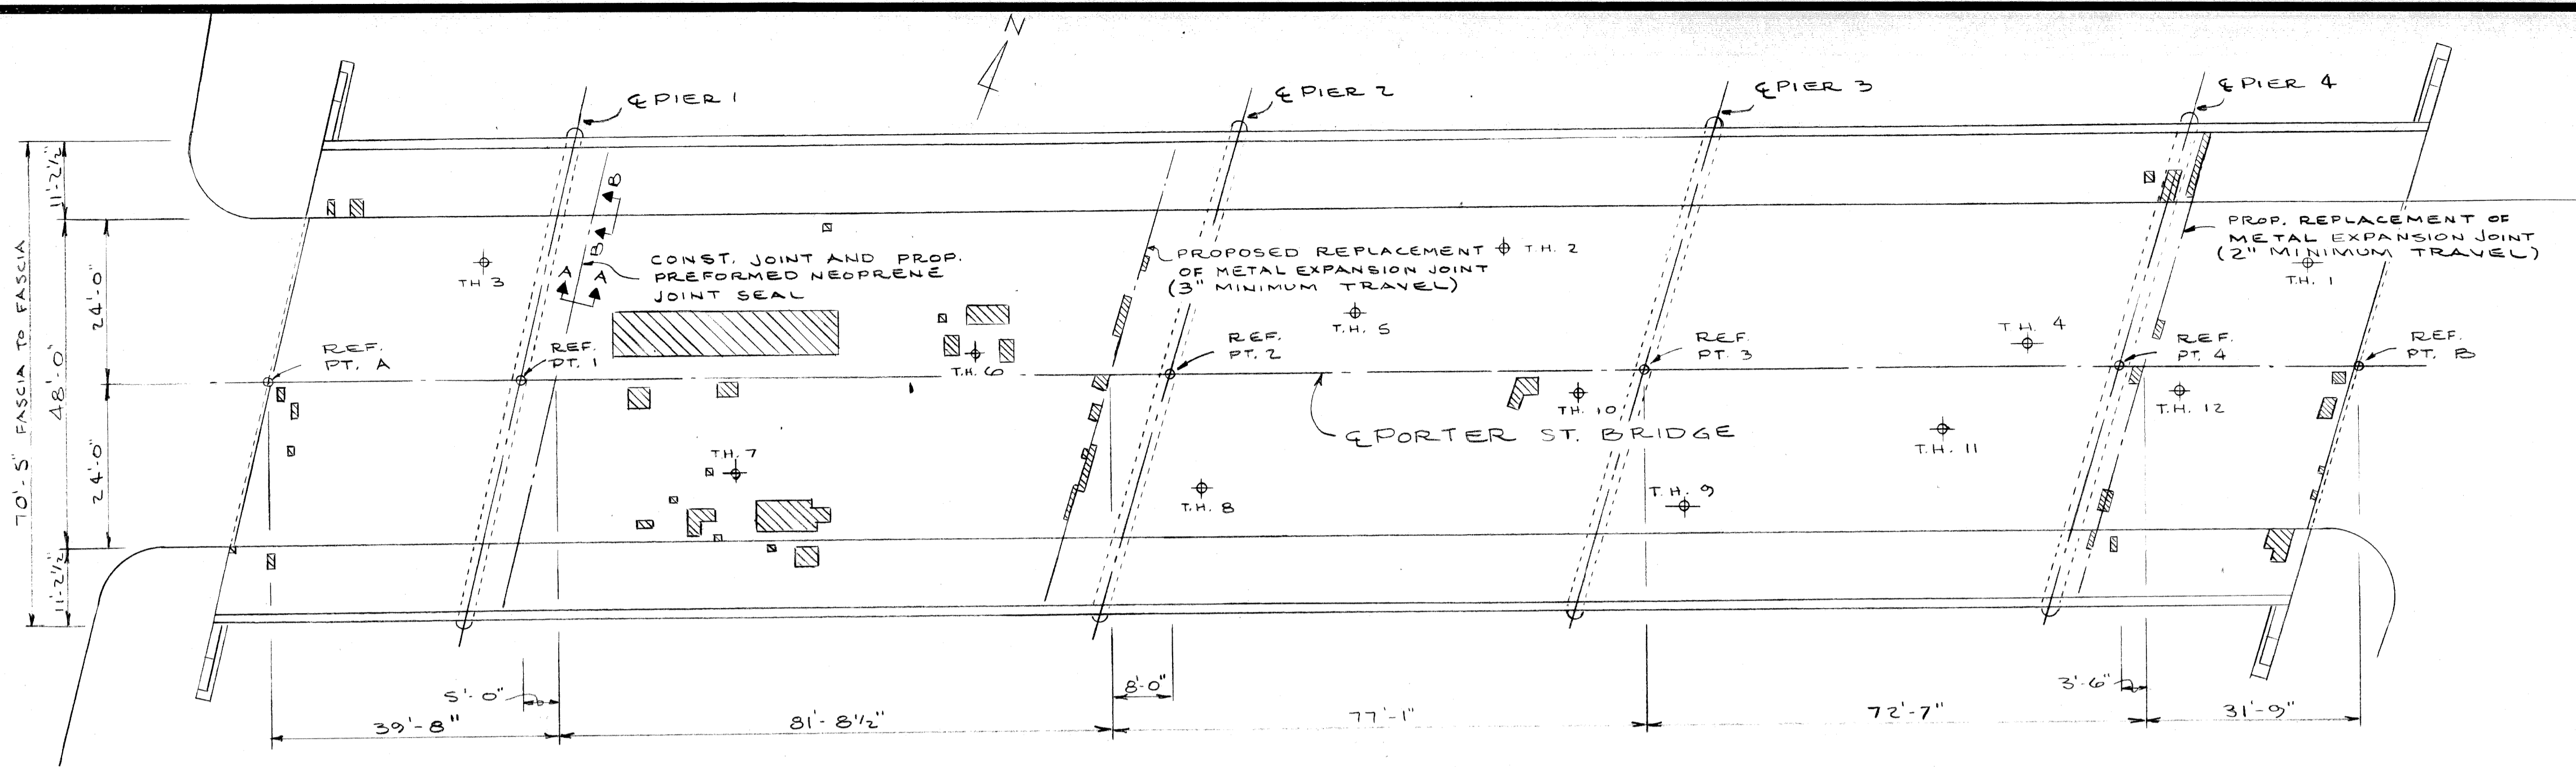 N
℄ PIER 1
℄ PIER 2
℄ PIER 3
℄ PIER 4
70'-5" FASCIA TO FASCIA
11'-2½"
48'-0"
11'-2½"
24'-0"
24'-0"
B
B
A A
CONST. JOINT AND PROP.
PREFORMED NEOPRENE
JOINT SEAL
PROPOSED REPLACEMENT
OF METAL EXPANSION JOINT
(3" MINIMUM TRAVEL)
PROP. REPLACEMENT OF
METAL EXPANSION JOINT
(2" MINIMUM TRAVEL)
TH 3
T.H. 2
T.H. 1
T.H. 5
T.H. 4
T.H. 6
REF.
PT. A
REF.
PT. 1
REF.
PT. 2
REF.
PT. 3
REF.
PT. 4
REF.
PT. B
TH. 10
T.H. 12
℄ PORTER ST. BRIDGE
T.H. 11
TH. 7
T.H. 8
T.H. 9
5'-0"
8'-0"
3'-6"
39'-8"
81'-8½"
77'-1"
72'-7"
31'-9"